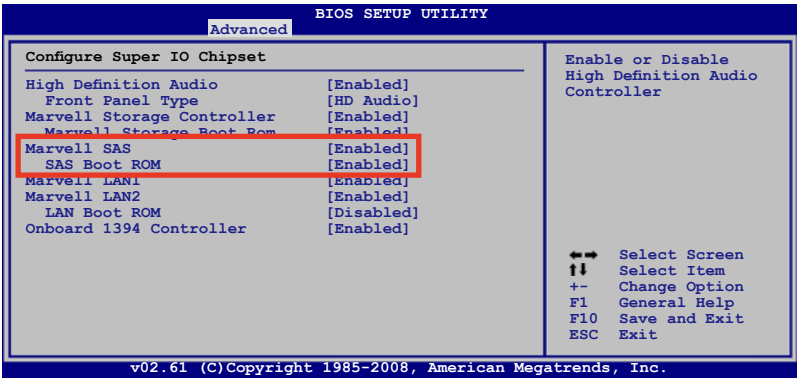 BIOS SETUP UTILITY
Advanced
Configure Super IO Chipset
High Definition Audio [Enabled]
Front Panel Type [HD Audio]
Marvell Storage Controller [Enabled]
Marvell Storage Boot Rom [Enabled]
Marvell SAS [Enabled]
SAS Boot ROM [Enabled]
Marvell LAN1 [Enabled]
Marvell LAN2 [Enabled]
LAN Boot ROM [Disabled]
Onboard 1394 Controller [Enabled]
Enable or Disable
High Definition Audio
Controller
←→ Select Screen
↑↓ Select Item
+- Change Option
F1 General Help
F10 Save and Exit
ESC Exit
v02.61 (C)Copyright 1985-2008, American Megatrends, Inc.